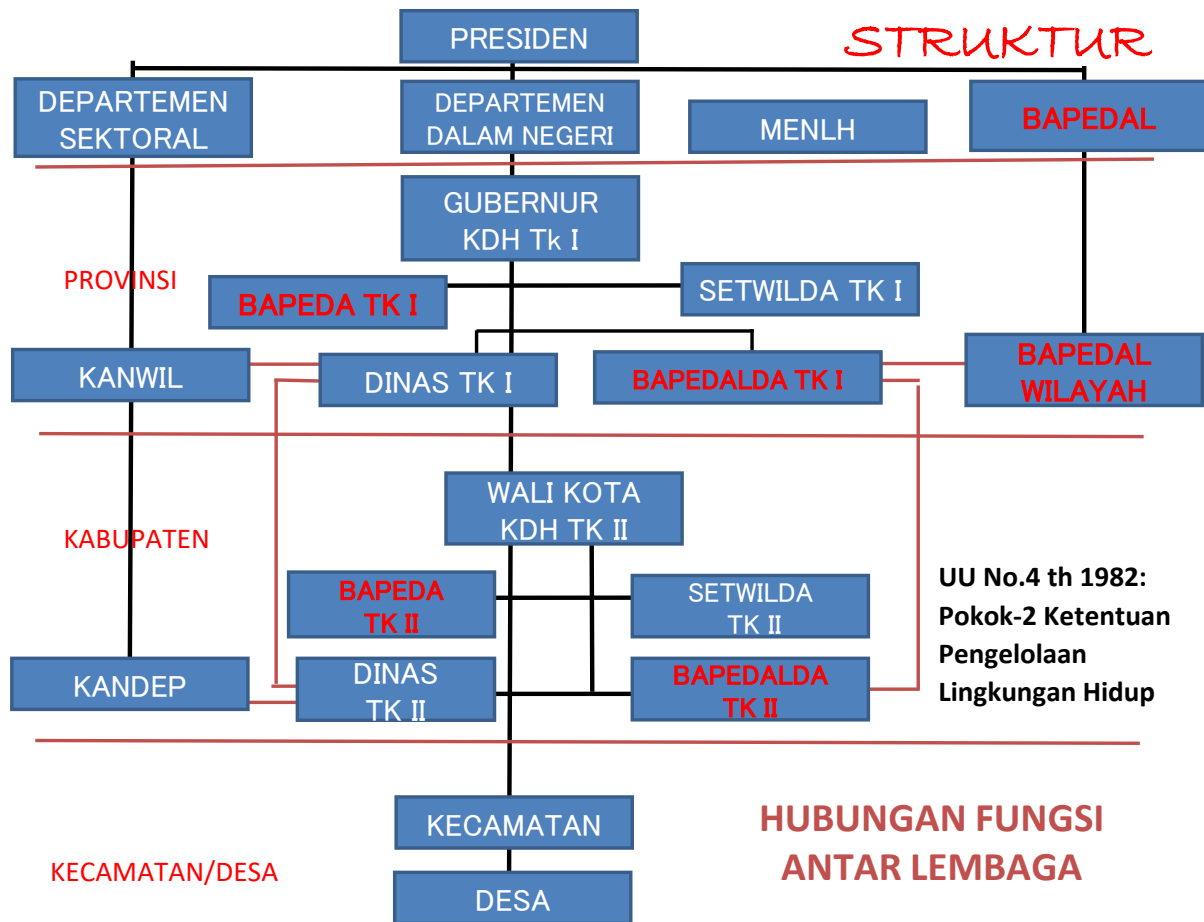 PRESIDEN
STRUKTUR
DEPARTEMEN
SEKTORAL
DEPARTEMEN
DALAM NEGERI
MENLH
BAPEDAL
GUBERNUR
KDH Tk I
PROVINSI
BAPEDA TK I
SETWILDA TK I
KANWIL
DINAS TK I
BAPEDALDA TK I
BAPEDAL
WILAYAH
WALI KOTA
KDH TK II
KABUPATEN
BAPEDA
TK II
SETWILDA
TK II
UU No.4 th 1982:
Pokok-2 Ketentuan
Pengelolaan
Lingkungan Hidup
KANDEP
DINAS
TK II
BAPEDALDA
TK II
KECAMATAN
HUBUNGAN FUNGSI
ANTAR LEMBAGA
KECAMATAN/DESA
DESA